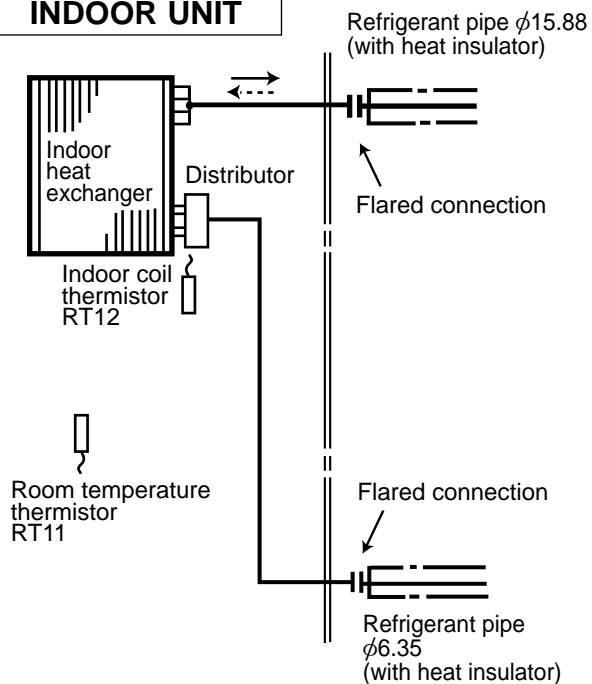 INDOOR UNIT
Refrigerant pipe ϕ15.88
(with heat insulator)
Indoor
heat
exchanger
Distributor
Flared connection
Indoor coil
thermistor
RT12
Room temperature
thermistor
RT11
Flared connection
Refrigerant pipe
ϕ6.35
(with heat insulator)